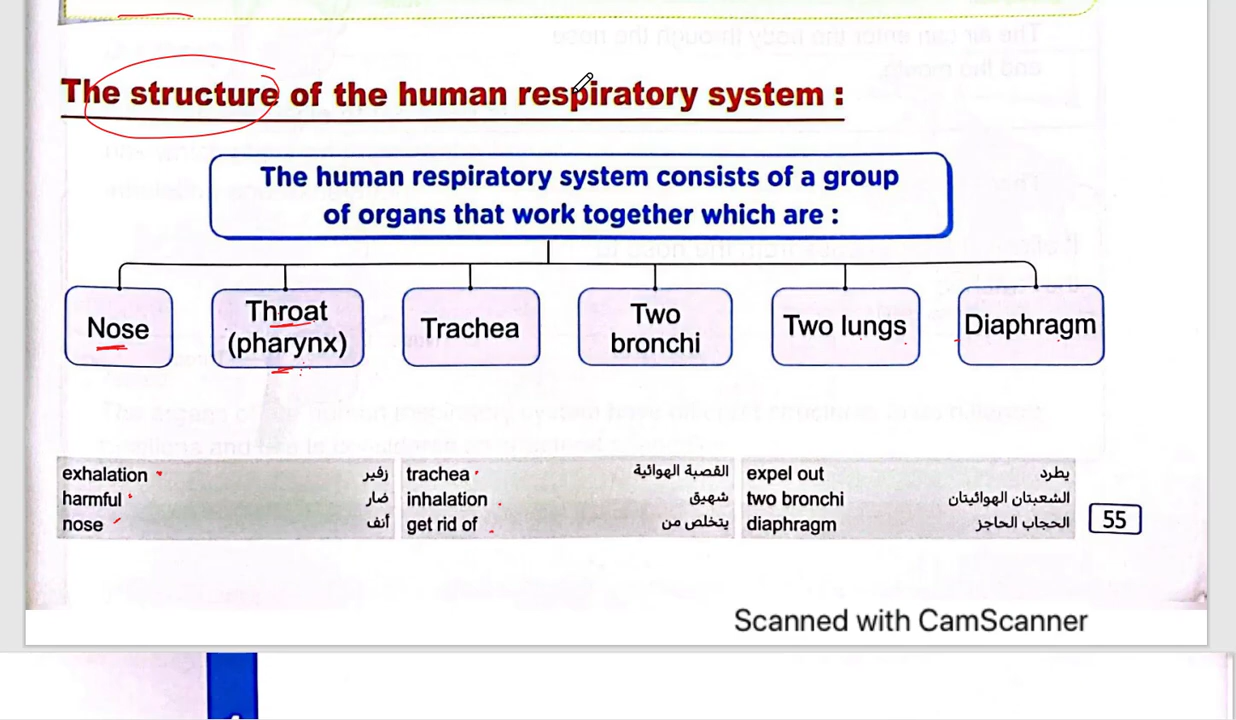 The structure of the human respiratory system :
The human respiratory system consists of a group
of organs that work together which are :
Nose
Throat
(pharynx)
Trachea
Two
bronchi
Two lungs
Diaphragm
exhalation زفير
harmful ضار
nose أنف
trachea القصبة الهوائية
inhalation شهيق
get rid of يتخلص من
expel out يطرد
two bronchi الشعبتان الهوائيتان
diaphragm الحجاب الحاجز
55
Scanned with CamScanner